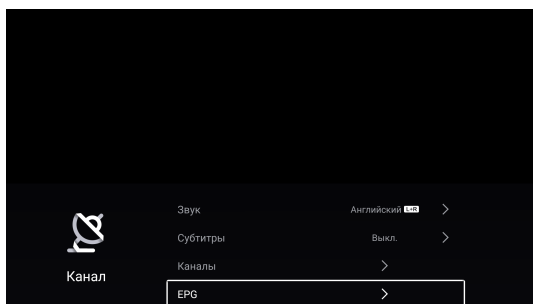 Звук Английский L+R
Субтитры Выкл.
Каналы
Канал
EPG